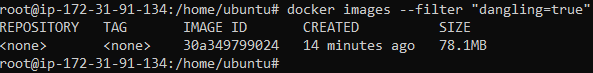 root@ip-172-31-91-134:/home/ubuntu# docker images --filter "dangling=true"
REPOSITORY TAG IMAGE ID CREATED SIZE
<none> <none> 30a349799024 14 minutes ago 78.1MB
root@ip-172-31-91-134:/home/ubuntu#